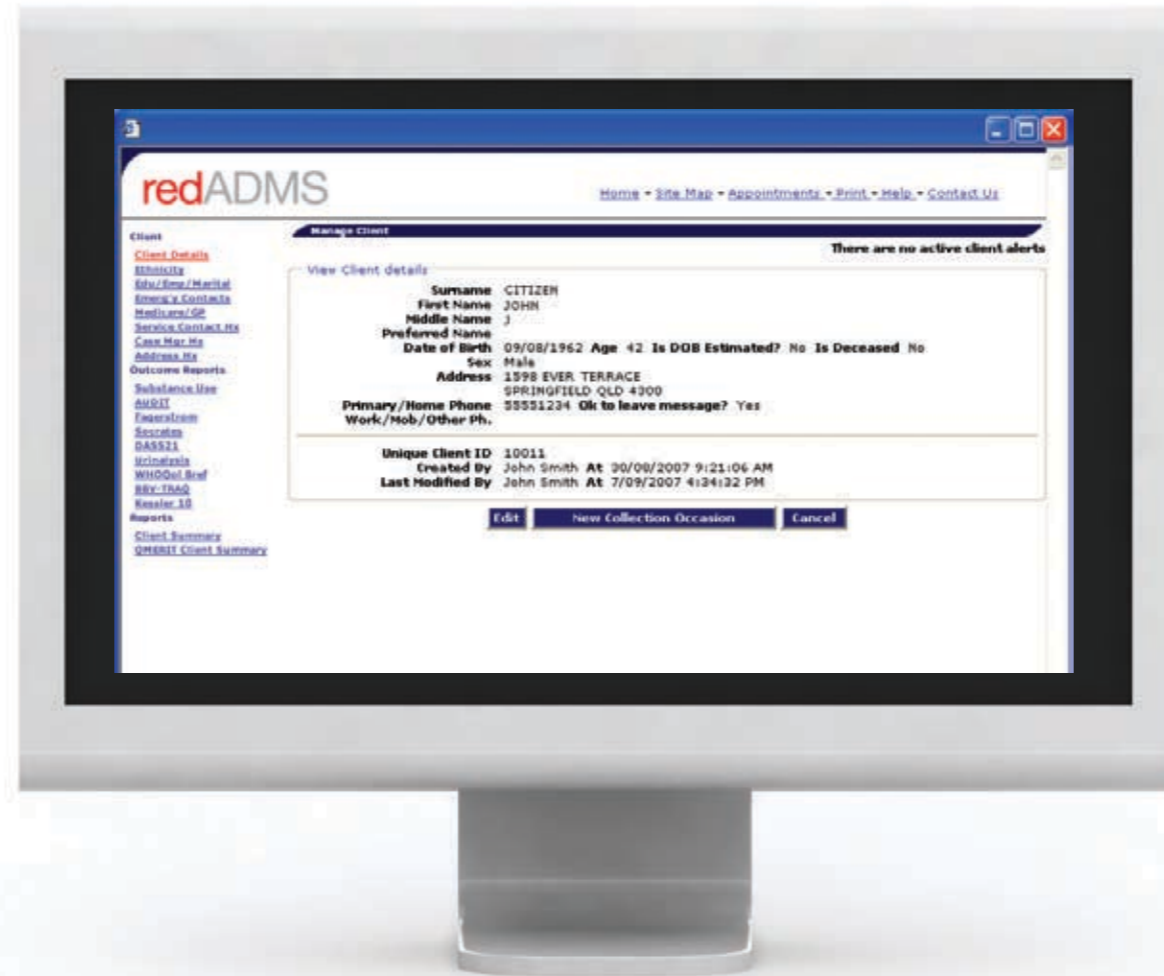 redADMS
Home - Site Map - Appointments - Print - Help - Contact Us
Client
Client Details
Ethnicity
Edu/Emp/Marital
Emerg'y Contacts
Medicare/GP
Service Contact Hx
Case Mgr Hx
Address Hx
Outcome Reports
Substance Use
AUDIT
Fagerstrom
Socrates
DASS21
Urinalysis
WHOQol Bref
BBV-TRAQ
Kessler 10
Reports
Client Summary
QMERIT Client Summary
Manage Client
There are no active client alerts
View Client details
Surname CITIZEN
First Name JOHN
Middle Name J
Preferred Name
Date of Birth 09/08/1962 Age 42 Is DOB Estimated? No Is Deceased No
Sex Male
Address 1598 EVER TERRACE
SPRINGFIELD QLD 4300
Primary/Home Phone 55551234 Ok to leave message? Yes
Work/Mob/Other Ph.
Unique Client ID 10011
Created By John Smith At 30/08/2007 9:21:06 AM
Last Modified By John Smith At 7/09/2007 4:34:32 PM
Edit New Collection Occasion Cancel